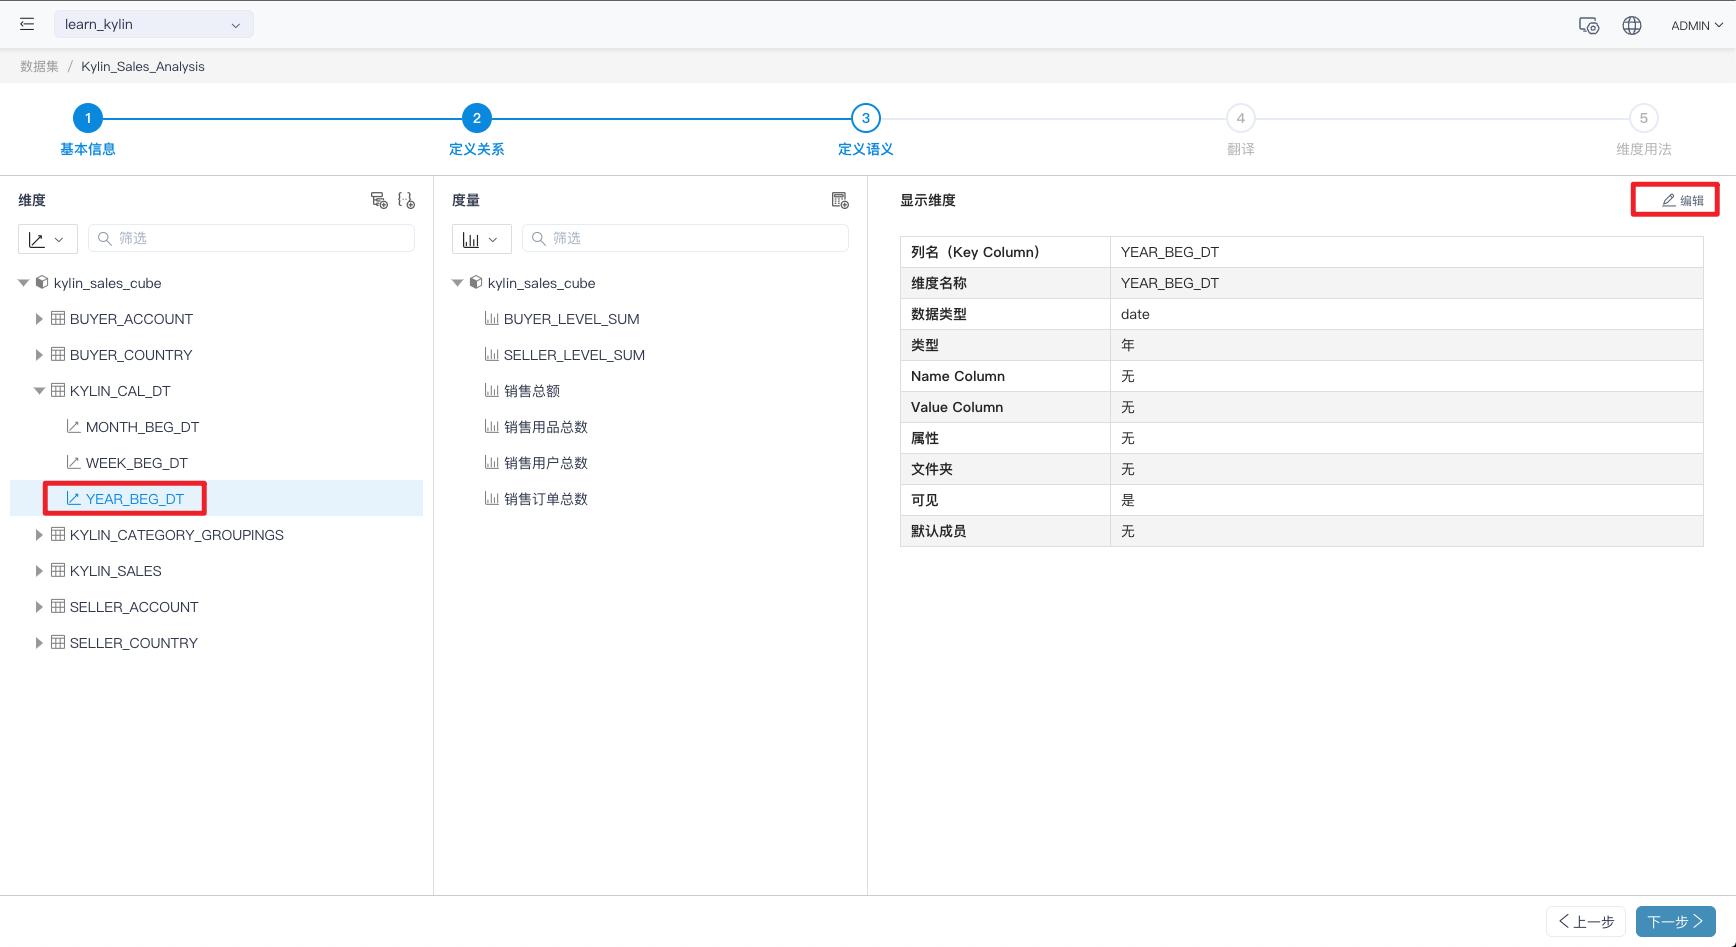 learn_kylin
ADMIN
数据集 / Kylin_Sales_Analysis
1
2
3
4
5
基本信息
定义关系
定义语义
翻译
维度用法
维度
筛选
kylin_sales_cube
BUYER_ACCOUNT
BUYER_COUNTRY
KYLIN_CAL_DT
MONTH_BEG_DT
WEEK_BEG_DT
YEAR_BEG_DT
KYLIN_CATEGORY_GROUPINGS
KYLIN_SALES
SELLER_ACCOUNT
SELLER_COUNTRY
度量
筛选
kylin_sales_cube
BUYER_LEVEL_SUM
SELLER_LEVEL_SUM
销售总额
销售用品总数
销售用户总数
销售订单总数
显示维度
编辑
列名（Key Column） YEAR_BEG_DT
维度名称 YEAR_BEG_DT
数据类型 date
类型 年
Name Column 无
Value Column 无
属性 无
文件夹 无
可见 是
默认成员 无
上一步
下一步